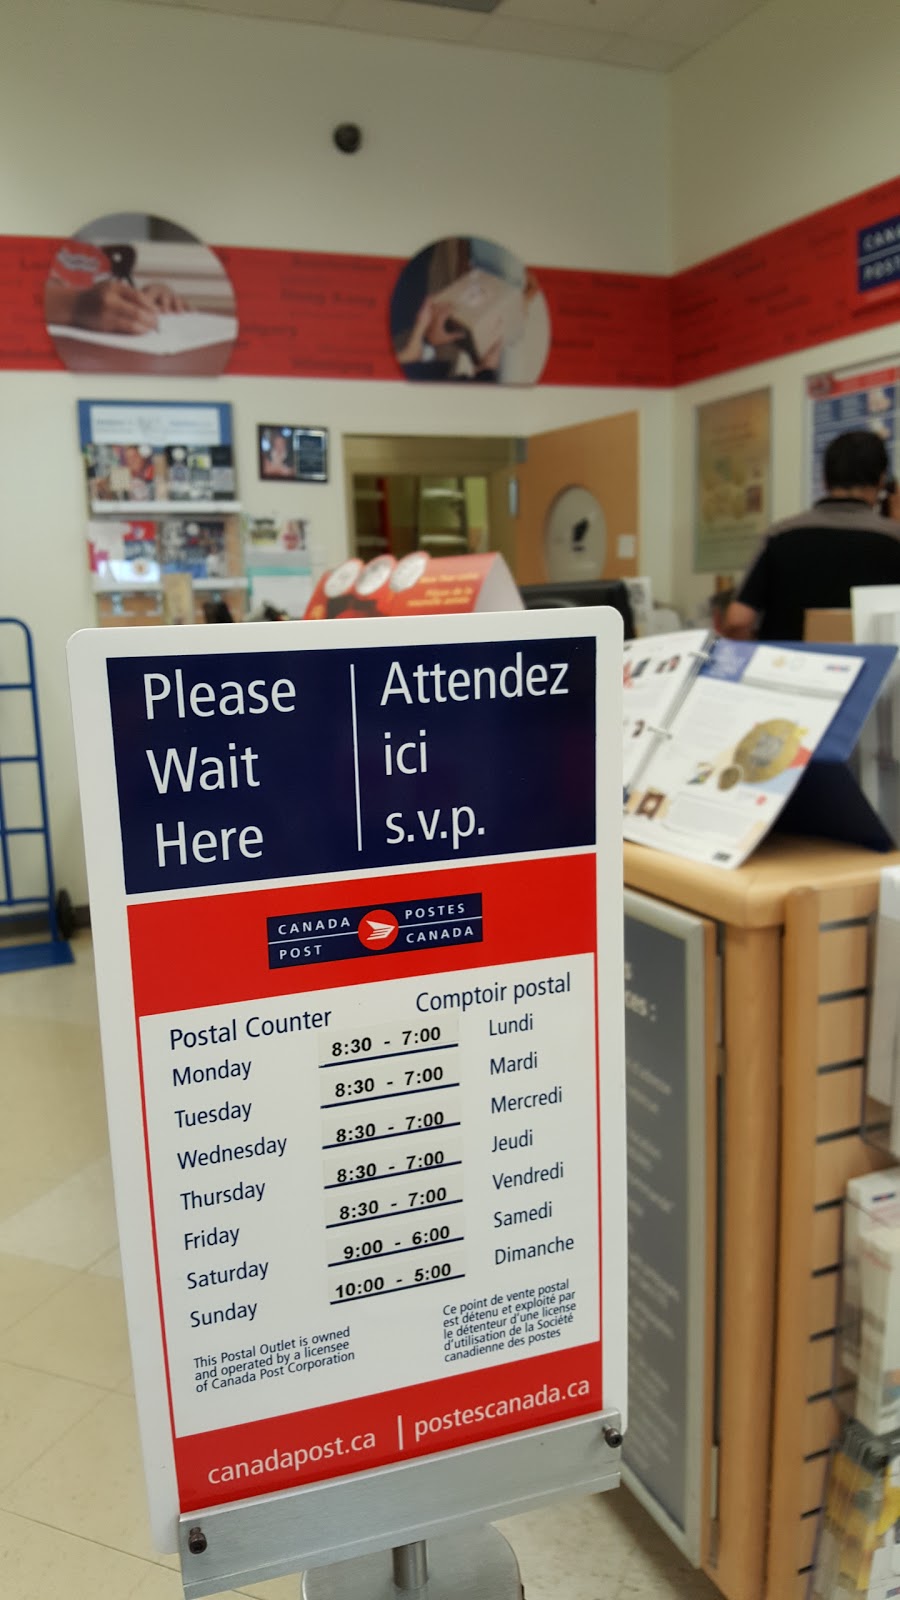 CANA
POST
Please
Wait
Here
Attendez
ici
s.v.p.
CANADA
POST
POSTES
CANADA
Postal Counter
Comptoir postal
Monday 8:30 - 7:00 Lundi
Tuesday 8:30 - 7:00 Mardi
Wednesday 8:30 - 7:00 Mercredi
Thursday 8:30 - 7:00 Jeudi
Friday 8:30 - 7:00 Vendredi
Saturday 9:00 - 6:00 Samedi
Sunday 10:00 - 5:00 Dimanche
This Postal Outlet is owned
and operated by a licensee
of Canada Post Corporation
Ce point de vente postal
est détenu et exploité par
le détenteur d'une license
d'utilisation de la Société
canadienne des postes
canadapost.ca | postescanada.ca